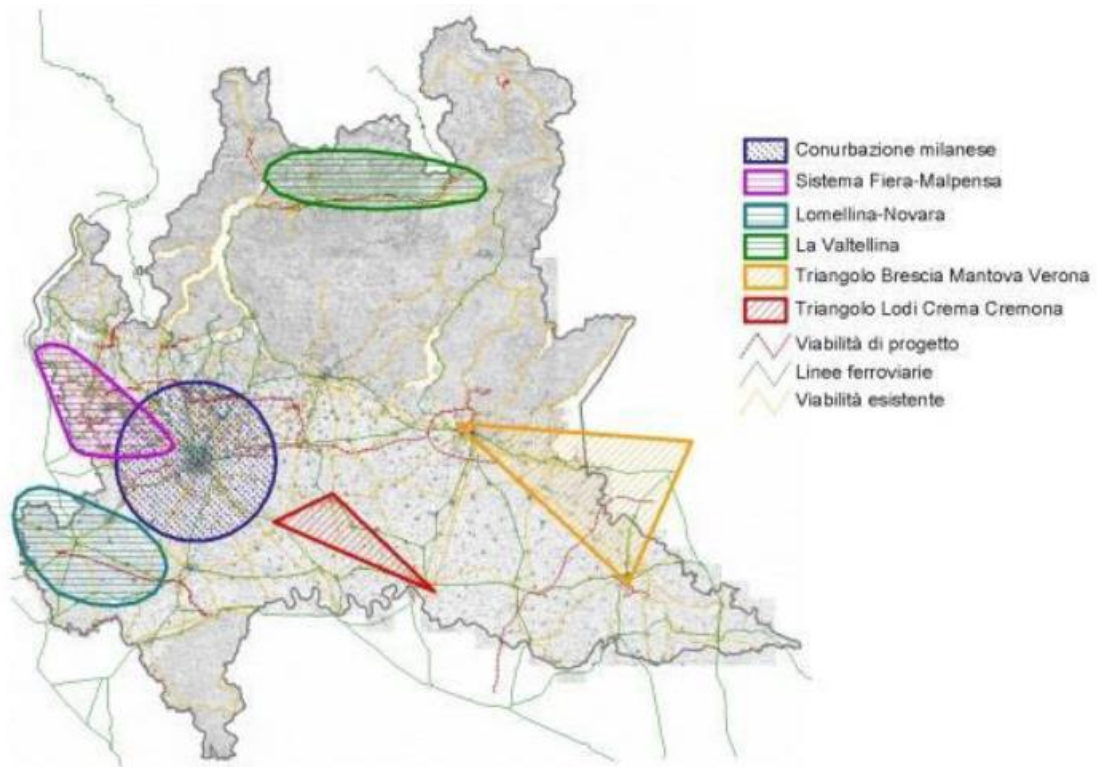 Conurbazione milanese
Sistema Fiera-Malpensa
Lomellina-Novara
La Valtellina
Triangolo Brescia Mantova Verona
Triangolo Lodi Crema Cremona
Viabilità di progetto
Linee ferroviarie
Viabilità esistente